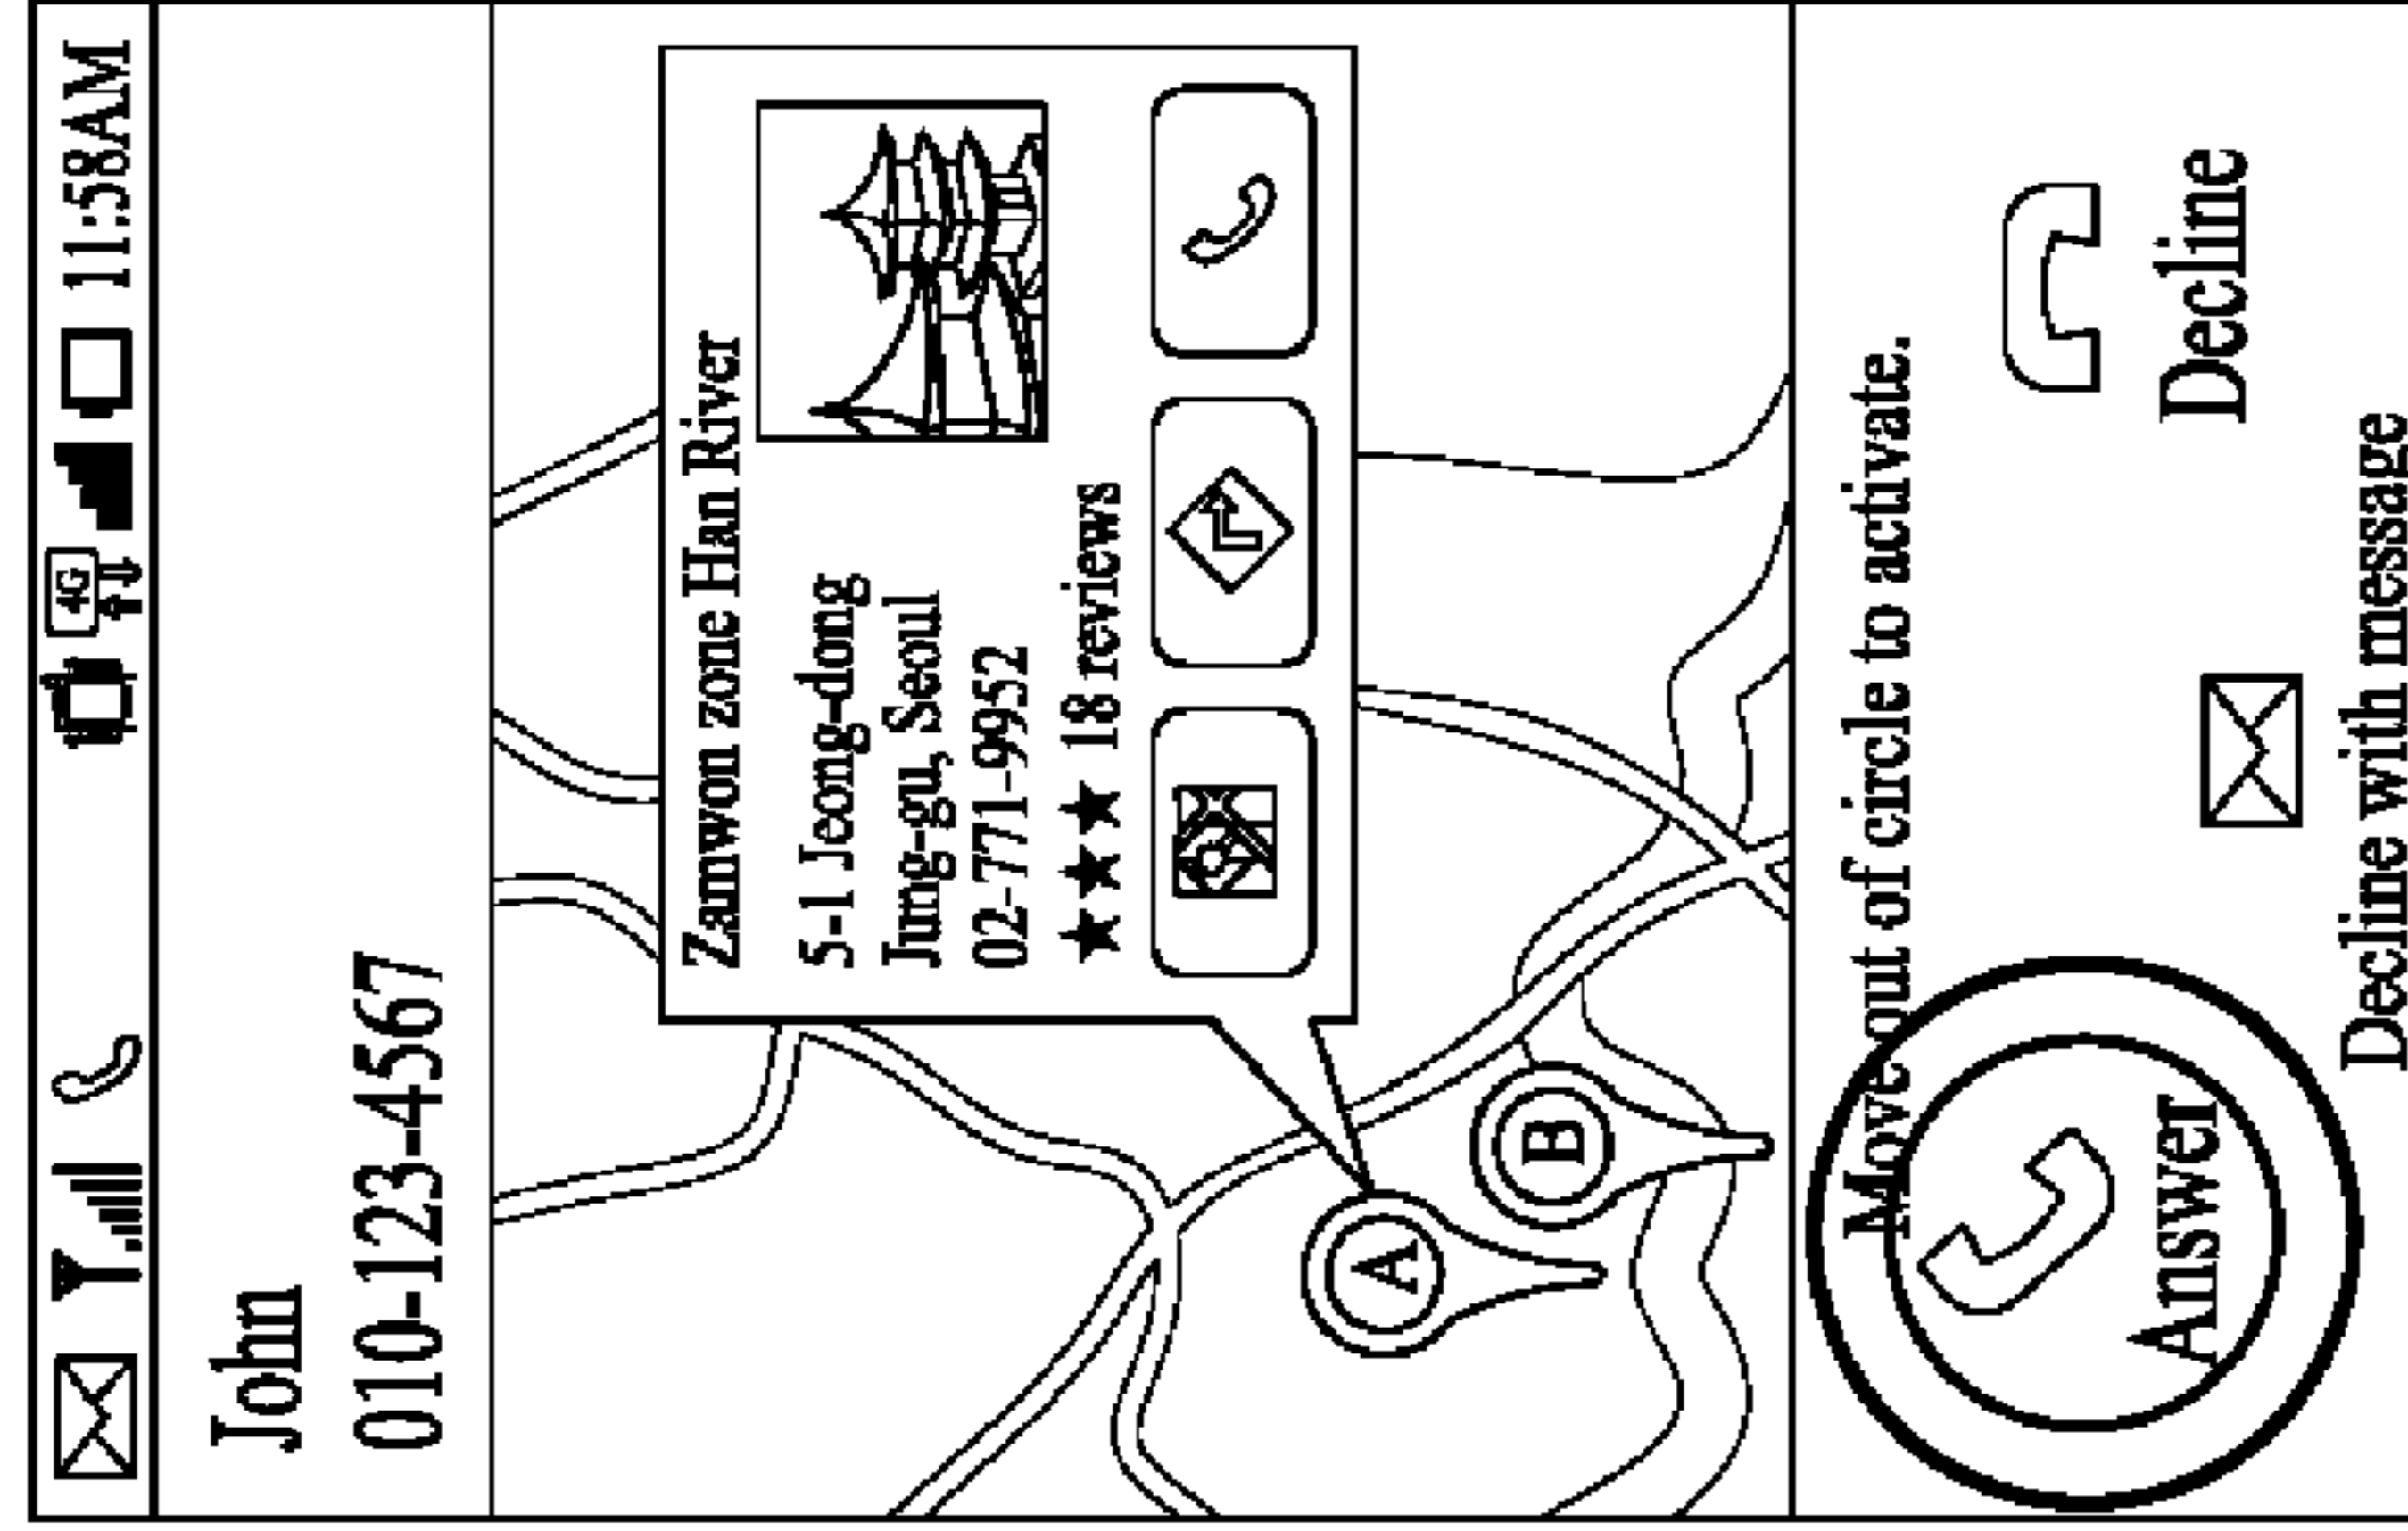 4G 11:58AM
John
010-123-4567
Zamwon zone Han River
5-1 Jeong-dong
Jumg-gu, Seoul
02-771-9952
★★★ 18 reviews
A
B
Move out of circle to activate.
Answer
Decline
Decline with message